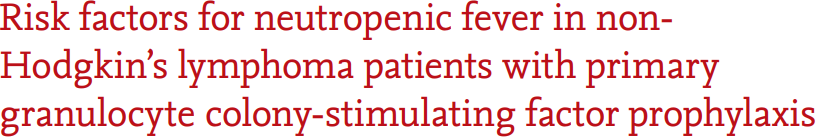 Risk factors for neutropenic fever in non-
Hodgkin’s lymphoma patients with primary
granulocyte colony-stimulating factor prophylaxis